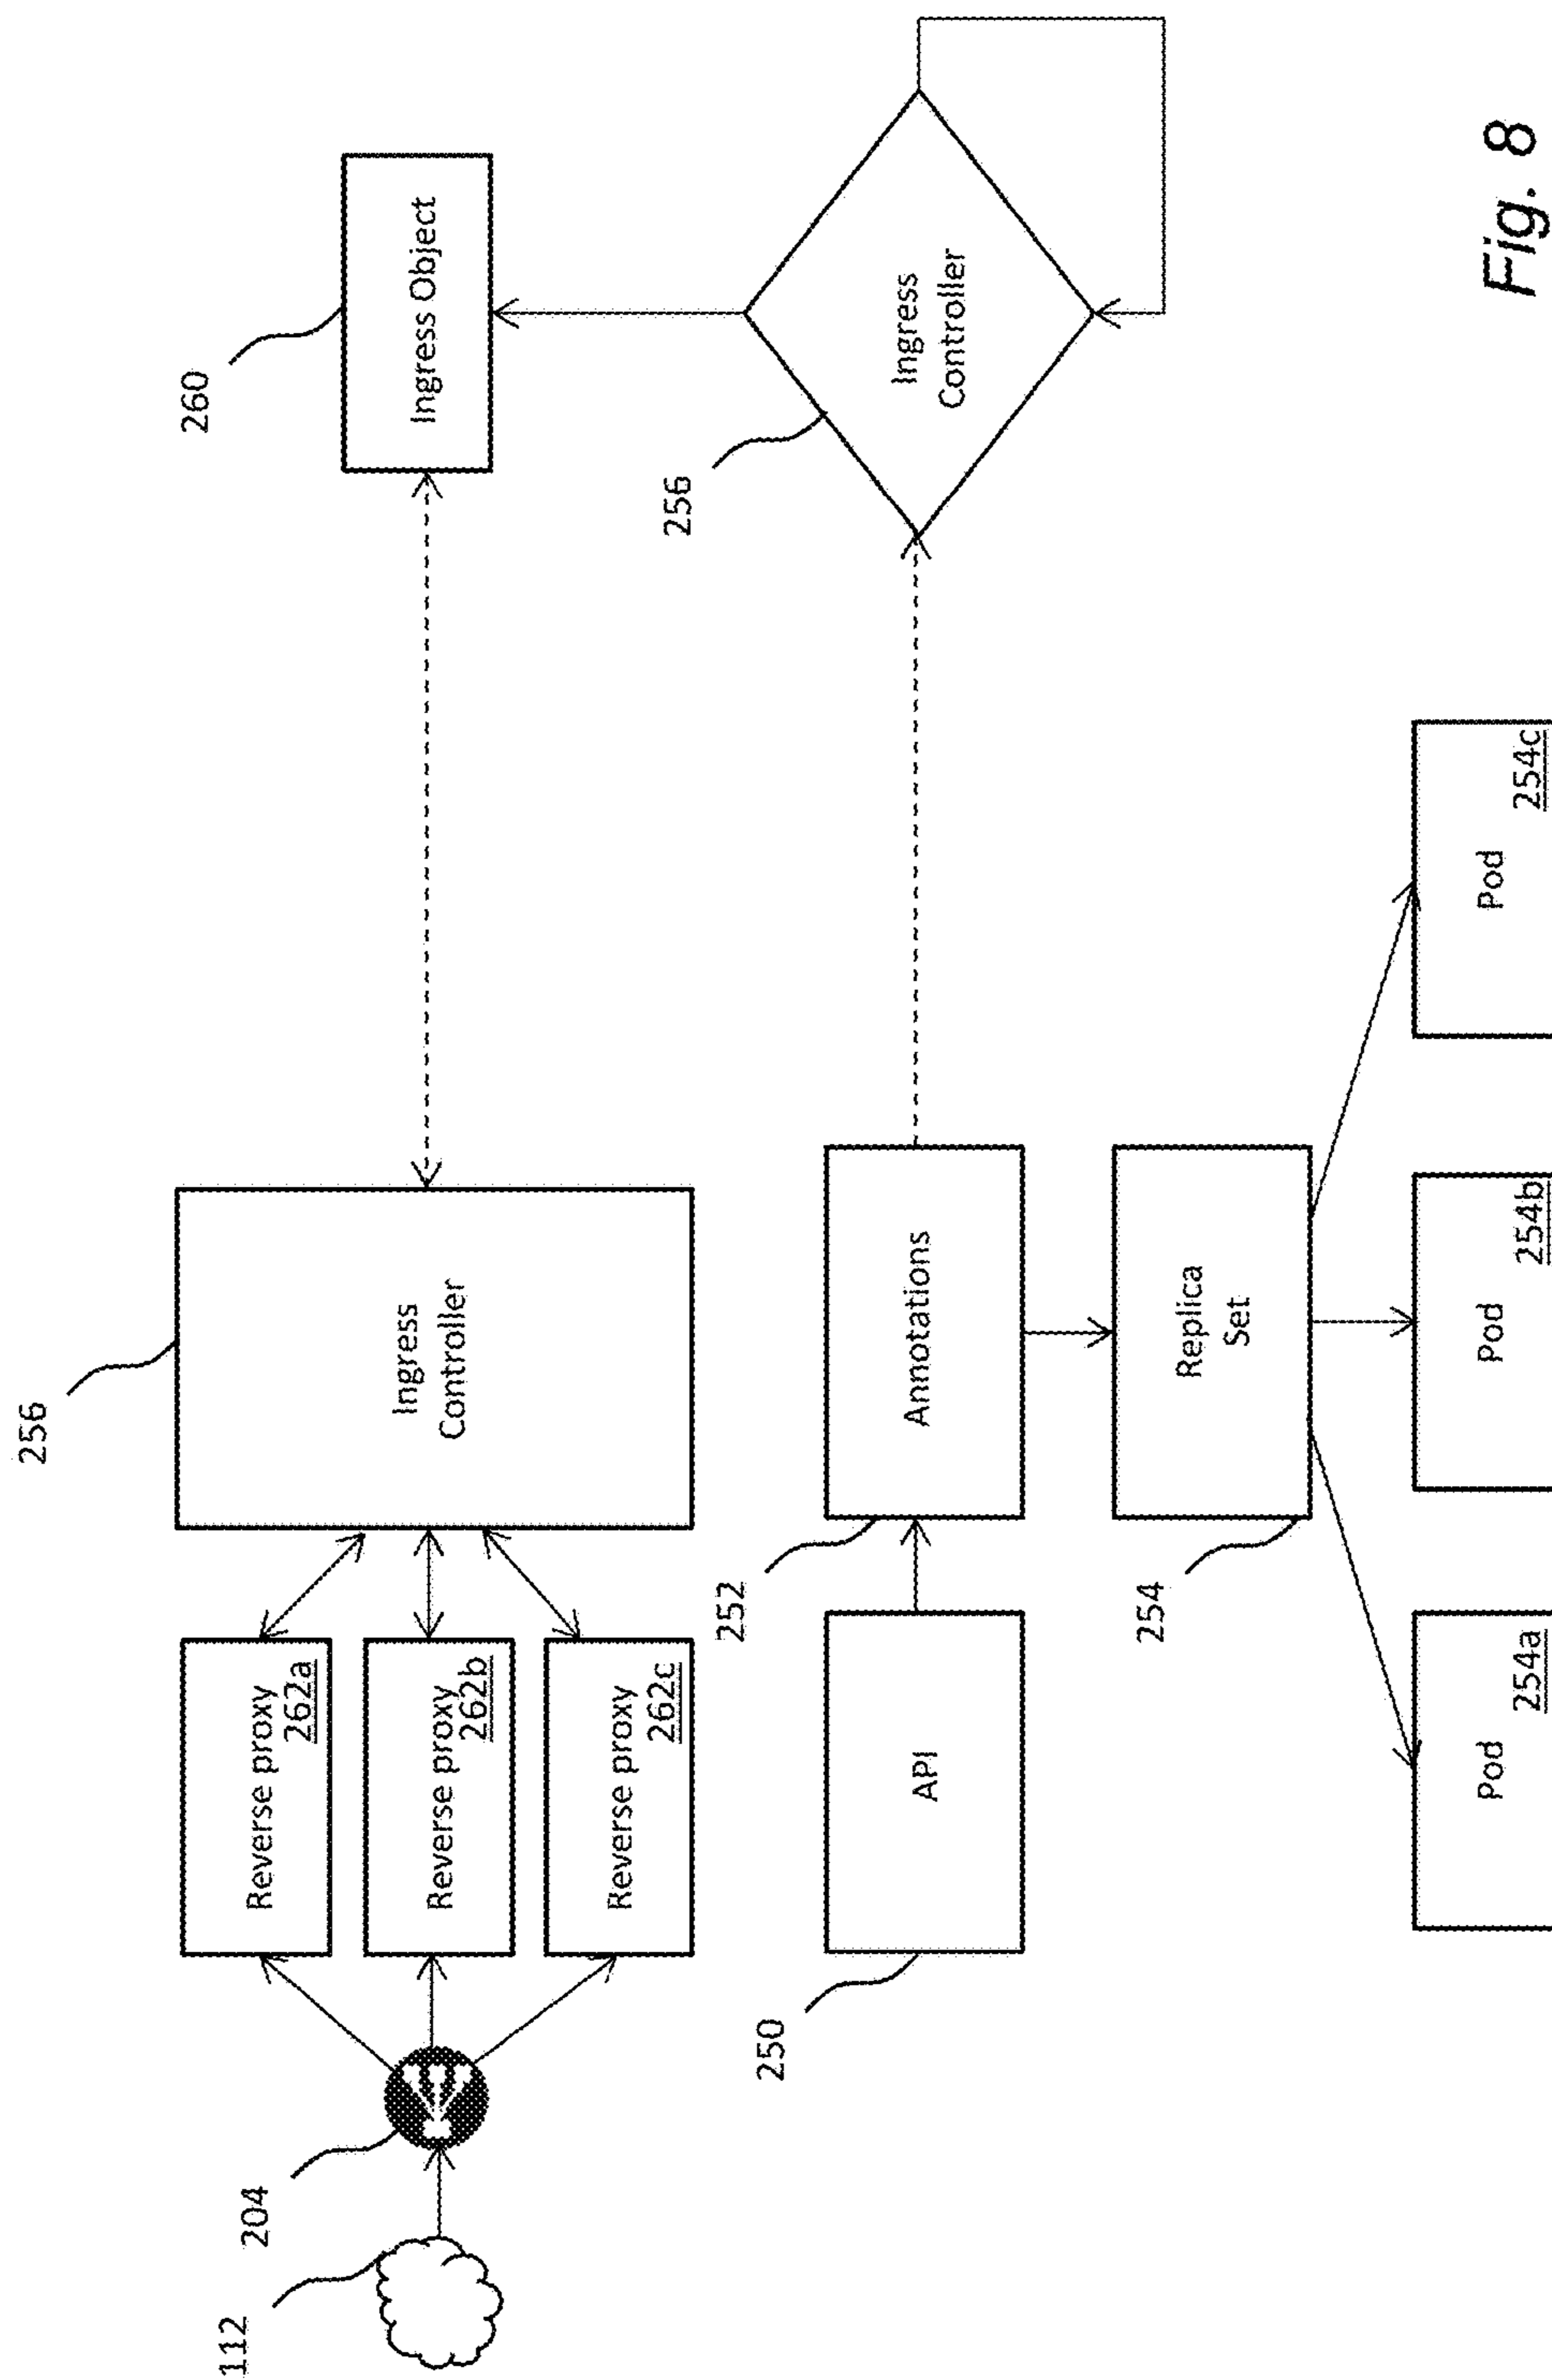 256
260
Reverse proxy
262a
Reverse proxy
262b
Reverse proxy
262c
Ingress
Controller
Ingress Object
204
112
256
252
250
API
Annotations
Ingress
Controller
254
Replica
Set
Pod
254a
Pod
254b
Pod
254c
Fig. 8